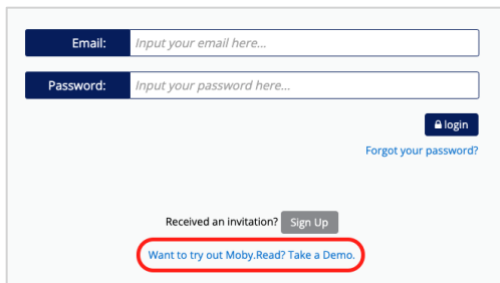 Email: Input your email here...
Password: Input your password here...
login
Forgot your password?
Received an invitation? Sign Up
Want to try out Moby.Read? Take a Demo.